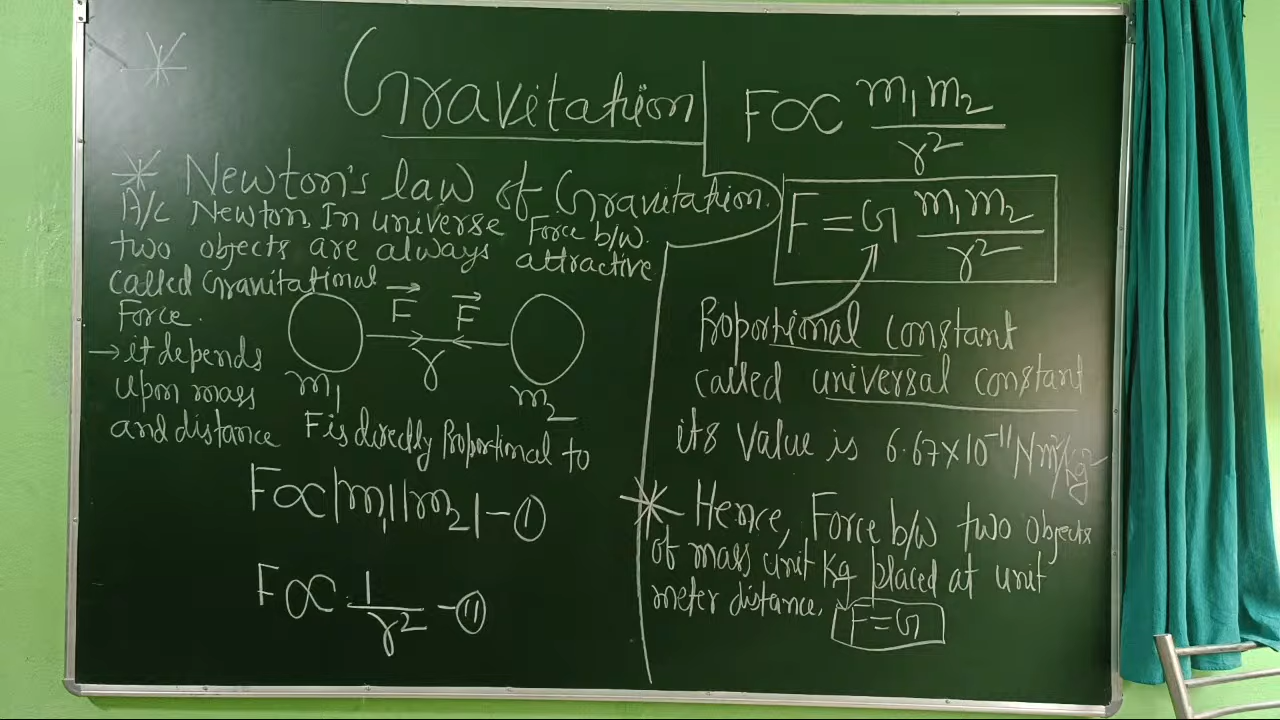 Gravitation
* Newton's law of Gravitation.
A/c Newton, In universe Force b/w.
two objects are always attractive
called Gravitational
Force.
→ it depends
upon mass
and distance
F⃗ F⃗
r
m₁ m₂
F is directly Proportional to
F ∝ |m₁||m₂| - ①
F ∝ 1/r² - ⑪
F ∝ m₁m₂/r²
F = G m₁m₂/r²
Proportional constant
called universal constant
its Value is 6.67×10⁻¹¹ Nm²/kg²
* Hence, Force b/w two objects
of mass unit Kg placed at unit
meter distance.
F = G